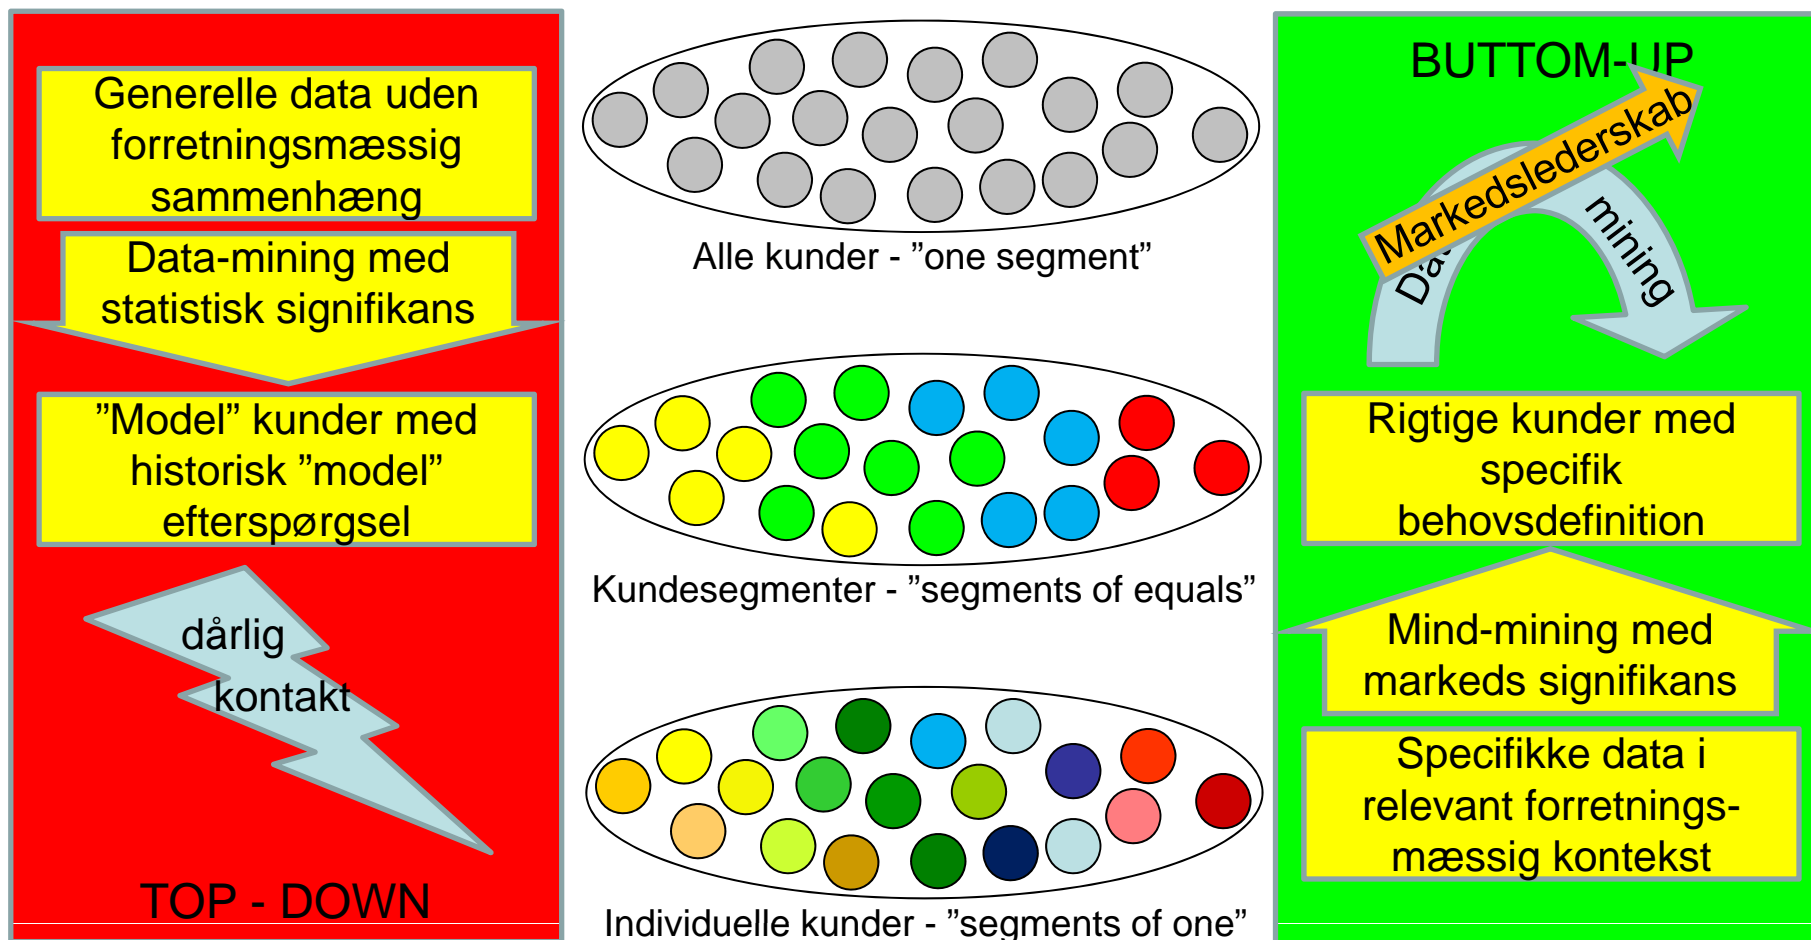 Generelle data uden
forretningsmæssig
sammenhæng
Data-mining med
statistisk signifikans
”Model” kunder med
historisk ”model”
efterspørgsel
dårlig
kontakt
TOP - DOWN
Alle kunder - ”one segment”
Kundesegmenter - ”segments of equals”
Individuelle kunder - ”segments of one”
BUTTOM-UP
Markedslederskab
mining
Rigtige kunder med
specifik
behovsdefinition
Mind-mining med
markeds signifikans
Specifikke data i
relevant forretnings-
mæssig kontekst